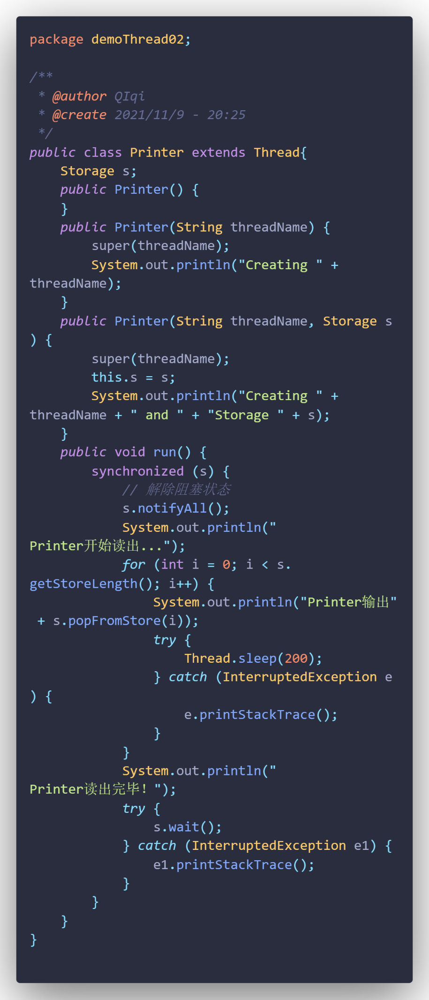 package demoThread02;

/**
 * @author QIqi
 * @create 2021/11/9 - 20:25
 */
public class Printer extends Thread{
    Storage s;
    public Printer() {
    }
    public Printer(String threadName) {
        super(threadName);
        System.out.println("Creating " +
threadName);
    }
    public Printer(String threadName, Storage s
) {
        super(threadName);
        this.s = s;
        System.out.println("Creating " +
threadName + " and " + "Storage " + s);
    }
    public void run() {
        synchronized (s) {
            // 解除阻塞状态
            s.notifyAll();
            System.out.println("
Printer开始读出...");
            for (int i = 0; i < s.
getStoreLength(); i++) {
                System.out.println("Printer输出"
 + s.popFromStore(i));
                try {
                    Thread.sleep(200);
                } catch (InterruptedException e
) {
                    e.printStackTrace();
                }
            }
            System.out.println("
Printer读出完毕！");
            try {
                s.wait();
            } catch (InterruptedException e1) {
                e1.printStackTrace();
            }
        }
    }
}